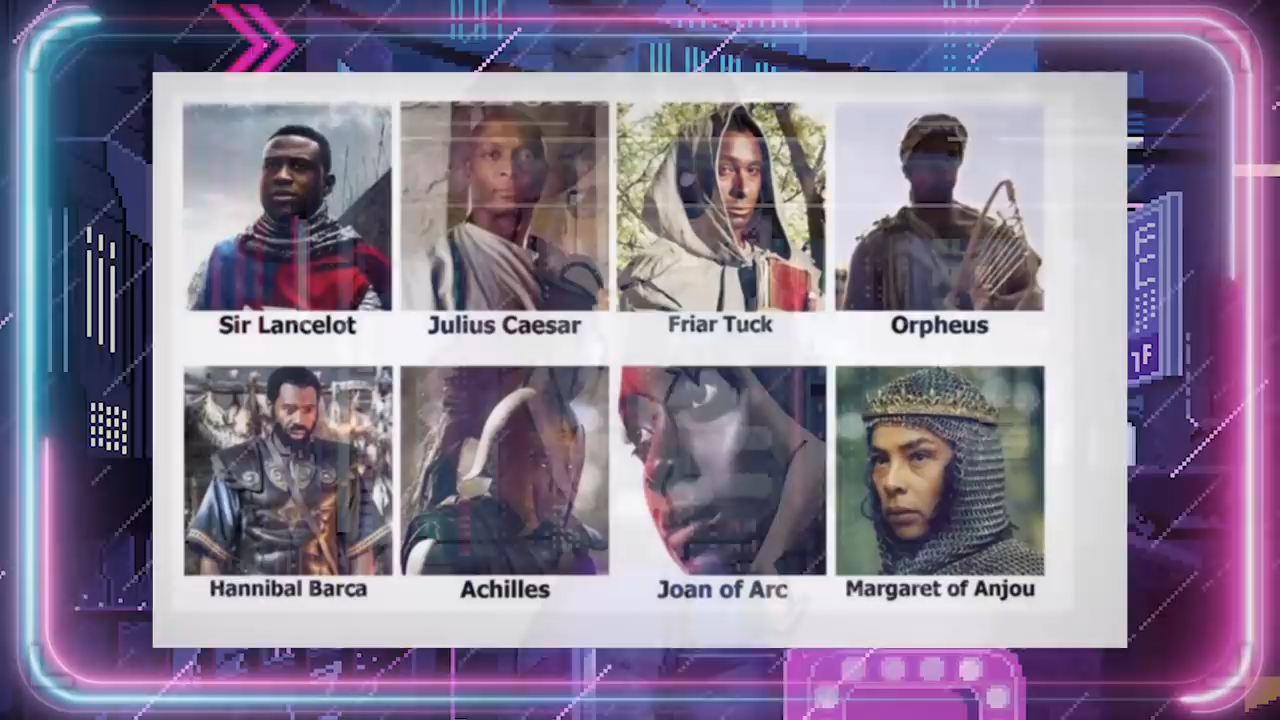 Sir Lancelot
Julius Caesar
Friar Tuck
Orpheus
Hannibal Barca
Achilles
Joan of Arc
Margaret of Anjou